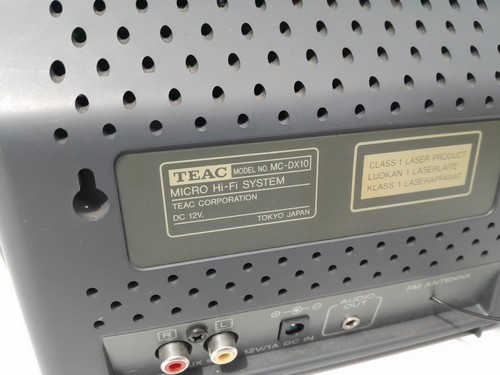 TEAC MODEL NO. MC-DX10
MICRO Hi-Fi SYSTEM
TEAC CORPORATION
DC 12V. TOKYO JAPAN
CLASS 1 LASER PRODUCT
LUOKAN 1 LASERLAITE
KLASS 1 LASERAPPARAT
FM ANTENNA
AUDIO
OUT
R L
12V/1A DC IN